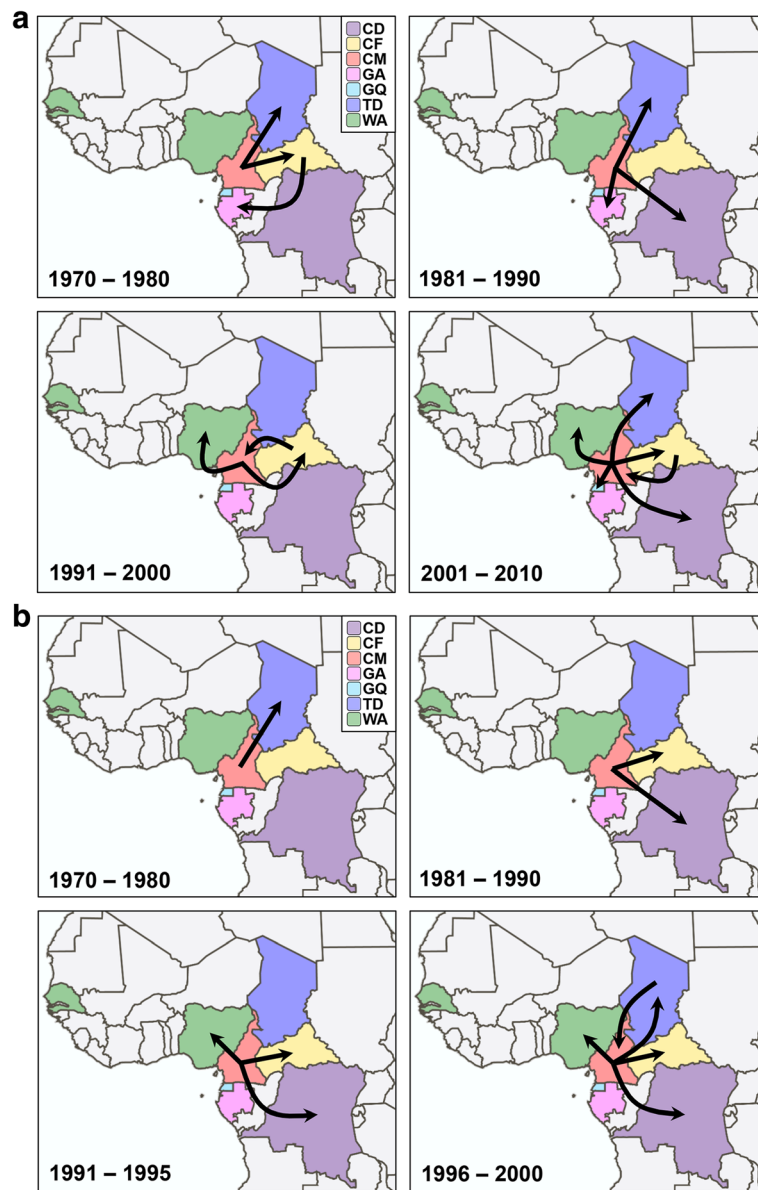 a
CD
CF
CM
GA
GQ
TD
WA
1970 – 1980
1981 – 1990
1991 – 2000
2001 – 2010
b
CD
CF
CM
GA
GQ
TD
WA
1970 – 1980
1981 – 1990
1991 – 1995
1996 – 2000